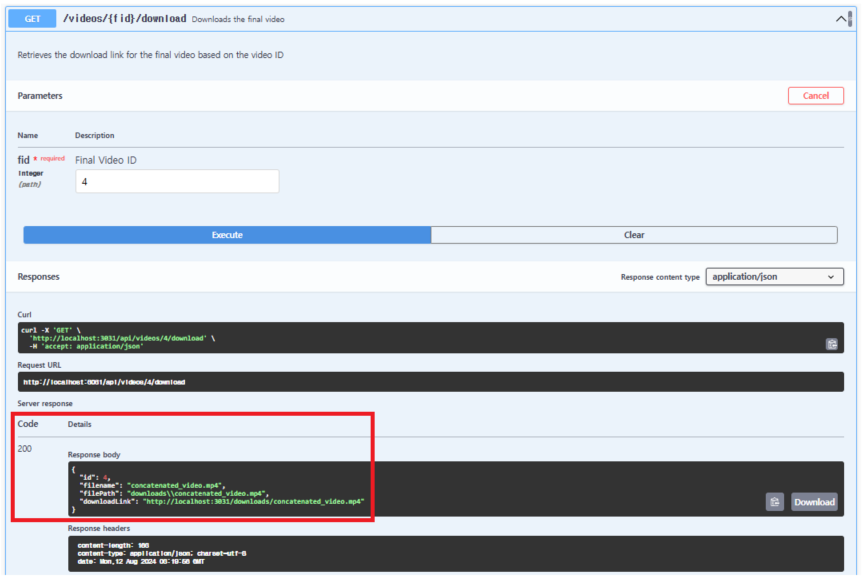 GET /videos/{fid}/download Downloads the final video
Retrieves the download link for the final video based on the video ID
Parameters
Cancel
Name Description
fid * required Final Video ID
integer
(path)
4
Execute Clear
Responses Response content type application/json
Curl
curl -X 'GET' \
'http://localhost:3031/api/videos/4/download' \
-H 'accept: application/json'
Request URL
http://localhost:3031/api/videos/4/download
Server response
Code Details
200
Response body
{
"id": 4,
"filename": "concatenated_video.mp4",
"filePath": "downloads\\concatenated_video.mp4",
"downloadLink": "http://localhost:3031/downloads/concatenated_video.mp4"
}
Download
Response headers
content-length:
content-type: application/json; charset=utf-8
date: Mon,12 Aug 2024 GMT